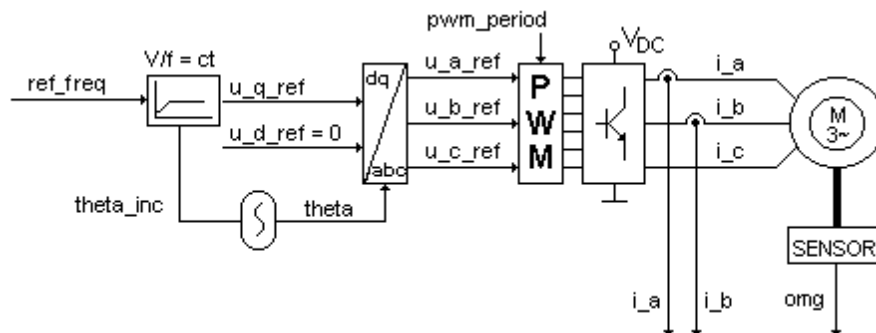 pwm_period
V/f = ct
V_DC
ref_freq
u_q_ref
dq
u_a_ref
i_a
u_d_ref = 0
u_b_ref
P
W
M
i_b
M
3~
abc
u_c_ref
i_c
theta_inc
theta
SENSOR
i_a
i_b
omg